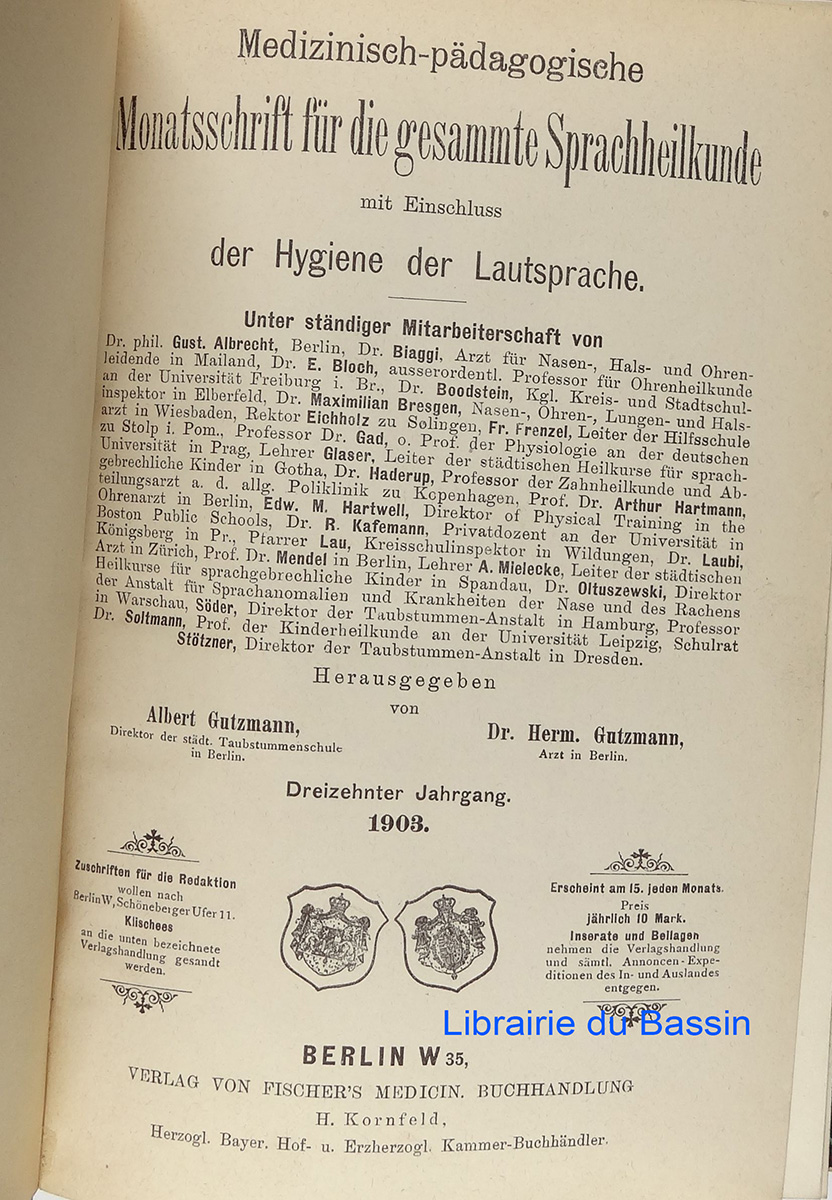 Medizinisch-pädagogische
Monatsschrift für die gesammte Sprachheilkunde
mit Einschluss
der Hygiene der Lautsprache.
Unter ständiger Mitarbeiterschaft von
Dr. phil. Gust. Albrecht, Berlin, Dr. Biaggi, Arzt für Nasen-, Hals- und Ohren-
leidende in Mailand, Dr. E. Bloch, ausserordentl. Professor für Ohrenheilkunde
an der Universität Freiburg i. Br., Dr. Boodstein, Kgl. Kreis- und Stadtschul-
inspektor in Elberfeld, Dr. Maximilian Bresgen, Nasen-, Ohren-, Lungen- und Hals-
arzt in Wiesbaden, Rektor Eichholz zu Solingen, Fr. Frenzel, Leiter der Hilfsschule
zu Stolp i. Pom., Professor Dr. Gad, o. Prof. der Physiologie an der deutschen
Universität in Prag, Lehrer Glaser, Leiter der städtischen Heilkurse für sprach-
gebrechliche Kinder in Gotha, Dr. Haderup, Professor der Zahnheilkunde und Ab-
teilungsarzt a. d. allg. Poliklinik zu Kopenhagen, Prof. Dr. Arthur Hartmann,
Ohrenarzt in Berlin, Edw. M. Hartwell, Director of Physical Training in the
Boston Public Schools, Dr. R. Kafemann, Privatdozent an der Universität in
Königsberg in Pr., Pfarrer Lau, Kreisschulinspektor in Wildungen, Dr. Laubi,
Arzt in Zürich, Prof. Dr. Mendel in Berlin, Lehrer A. Mielecke, Leiter der städtischen
Heilkurse für sprachgebrechliche Kinder in Spandau, Dr. Oltuszewski, Direktor
der Anstalt für Sprachanomalien und Krankheiten der Nase und des Rachens
in Warschau, Söder, Direktor der Taubstummen-Anstalt in Hamburg, Professor
Dr. Soltmann, Prof. der Kinderheilkunde an der Universität Leipzig, Schulrat
Stötzner, Direktor der Taubstummen-Anstalt in Dresden.
Herausgegeben
von
Albert Gutzmann,
Direktor der städt. Taubstummenschule
in Berlin.
Dr. Herm. Gutzmann,
Arzt in Berlin.
Dreizehnter Jahrgang.
1903.
Zuschriften für die Redaktion
wollen nach
Berlin W, Schöneberger Ufer 11.
Klischees
an die unten bezeichnete
Verlagshandlung gesandt
werden.
Erscheint am 15. jeden Monats.
Preis
jährlich 10 Mark.
Inserate und Beilagen
nehmen die Verlagshandlung
und sämtl. Annoncen-Expe-
ditionen des In- und Auslandes
entgegen.
Librairie du Bassin
BERLIN W 35,
VERLAG VON FISCHER'S MEDICIN. BUCHHANDLUNG
H. Kornfeld,
Herzogl. Bayer. Hof- u. Erzherzogl. Kammer-Buchhändler.